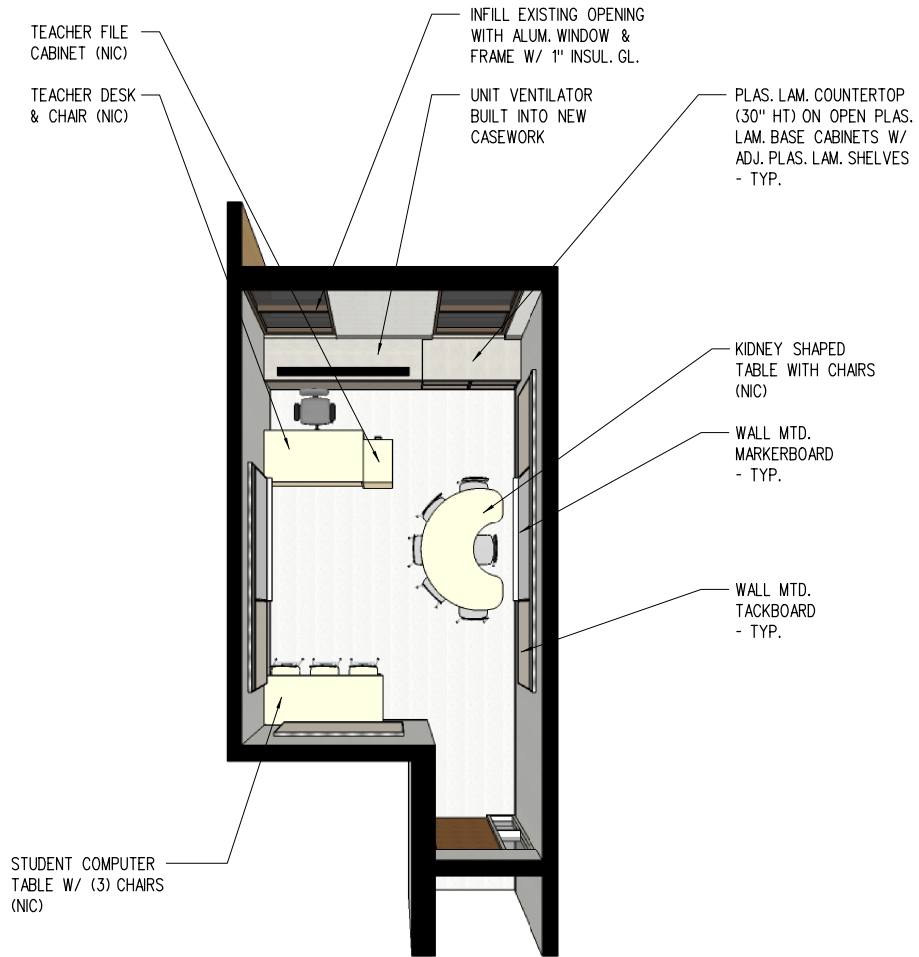 TEACHER FILE
CABINET (NIC)
TEACHER DESK
& CHAIR (NIC)
INFILL EXISTING OPENING
WITH ALUM. WINDOW &
FRAME W/ 1" INSUL. GL.
UNIT VENTILATOR
BUILT INTO NEW
CASEWORK
PLAS. LAM. COUNTERTOP
(30" HT) ON OPEN PLAS.
LAM. BASE CABINETS W/
ADJ. PLAS. LAM. SHELVES
- TYP.
KIDNEY SHAPED
TABLE WITH CHAIRS
(NIC)
WALL MTD.
MARKERBOARD
- TYP.
WALL MTD.
TACKBOARD
- TYP.
STUDENT COMPUTER
TABLE W/ (3) CHAIRS
(NIC)